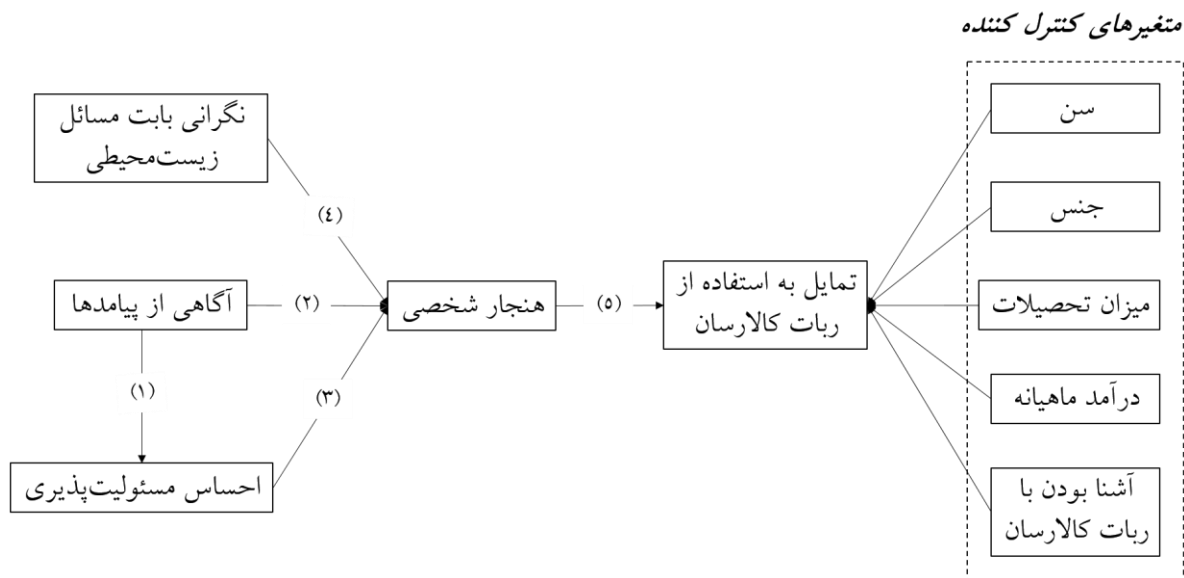 متغیرهای کنترل کننده
سن
جنس
میزان تحصیلات
درآمد ماهیانه
آشنا بودن با
ربات کالارسان
تمایل به استفاده از
ربات کالارسان
(٥)
هنجار شخصی
(٤)
(٢)
(٣)
نگرانی بابت مسائل
زیست‌محیطی
آگاهی از پیامدها
(١)
احساس مسئولیت‌پذیری